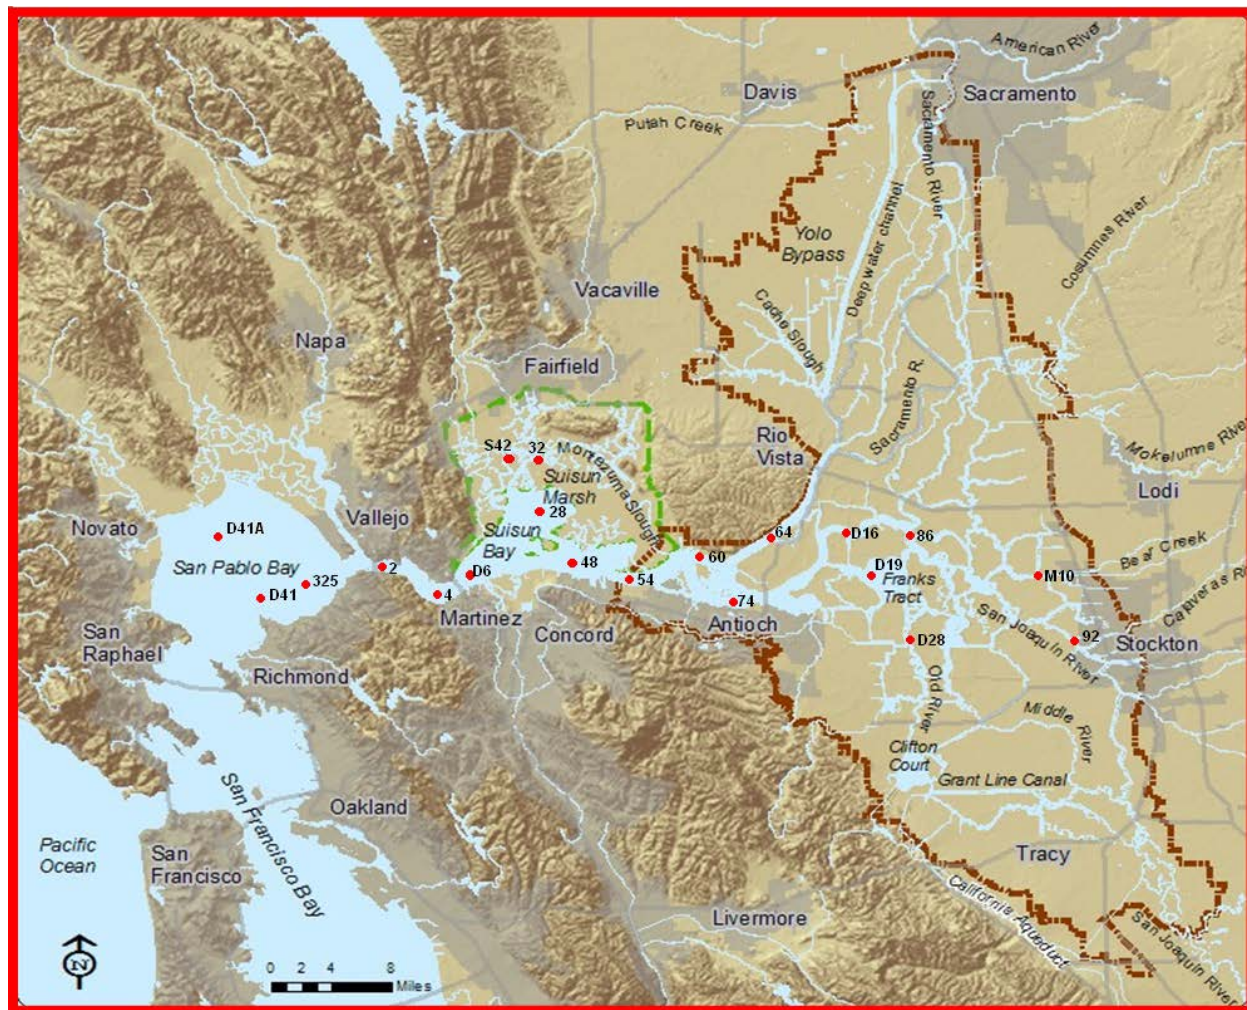 American River
Davis
Sacramento
Putah Creek
Sacramento River
Cosumnes River
Yolo
Bypass
Deep water channel
Vacaville
Cache Slough
Napa
Fairfield
Sacramento R.
Rio
Vista
Mokelumne River
S42
32
Montezuma Slough
Suisun
Marsh
Lodi
28
Novato
D41A
Vallejo
Suisun
Bay
64
D16
86
Bear Creek
San Pablo Bay
2
D6
48
60
D19
Franks
Tract
M10
325
D41
4
54
74
Calaveras Ri
Martinez
Concord
Antioch
San
Raphael
D28
San Joaquin River
92
Stockton
Richmond
Old River
Middle River
Clifton
Court
Grant Line Canal
San Francisco Bay
Oakland
Pacific
Ocean
San
Francisco
Tracy
California Aqueduct
Livermore
San Joaquin River
N
0 2 4 8
Miles